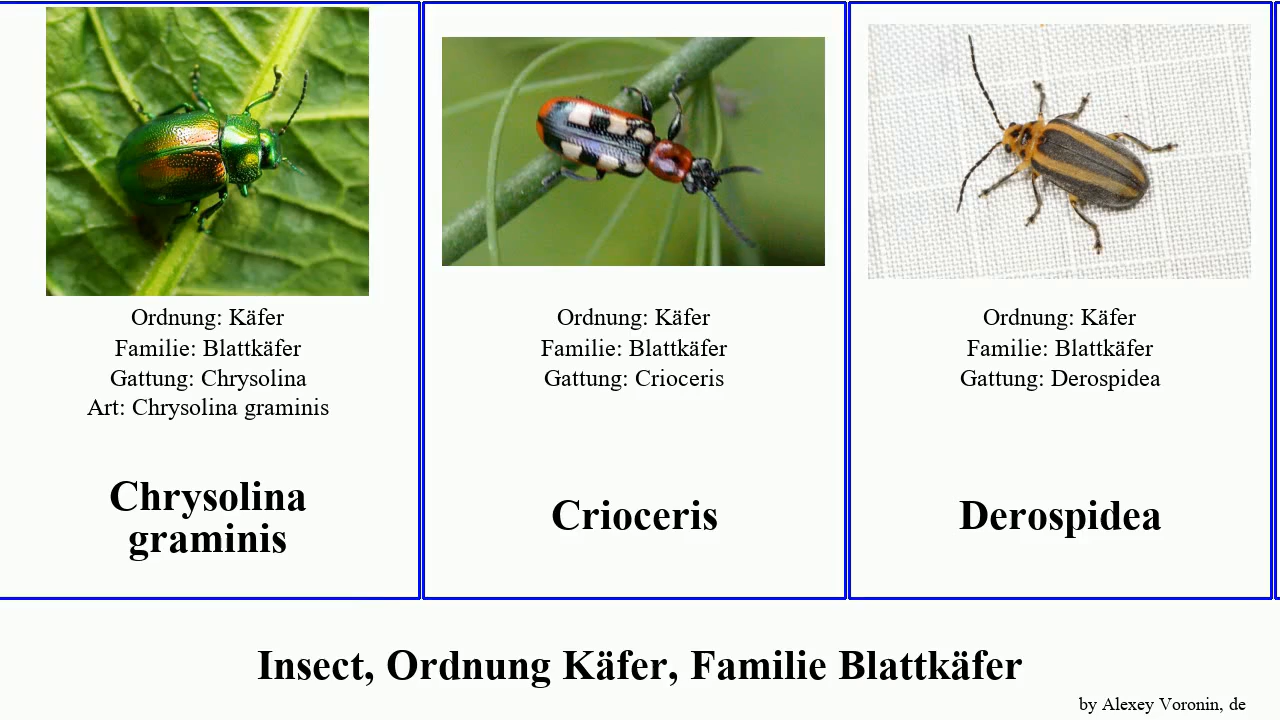 Ordnung: Käfer
Familie: Blattkäfer
Gattung: Chrysolina
Art: Chrysolina graminis
Chrysolina
graminis
Ordnung: Käfer
Familie: Blattkäfer
Gattung: Crioceris
Crioceris
Ordnung: Käfer
Familie: Blattkäfer
Gattung: Derospidea
Derospidea
Insect, Ordnung Käfer, Familie Blattkäfer
by Alexey Voronin, de